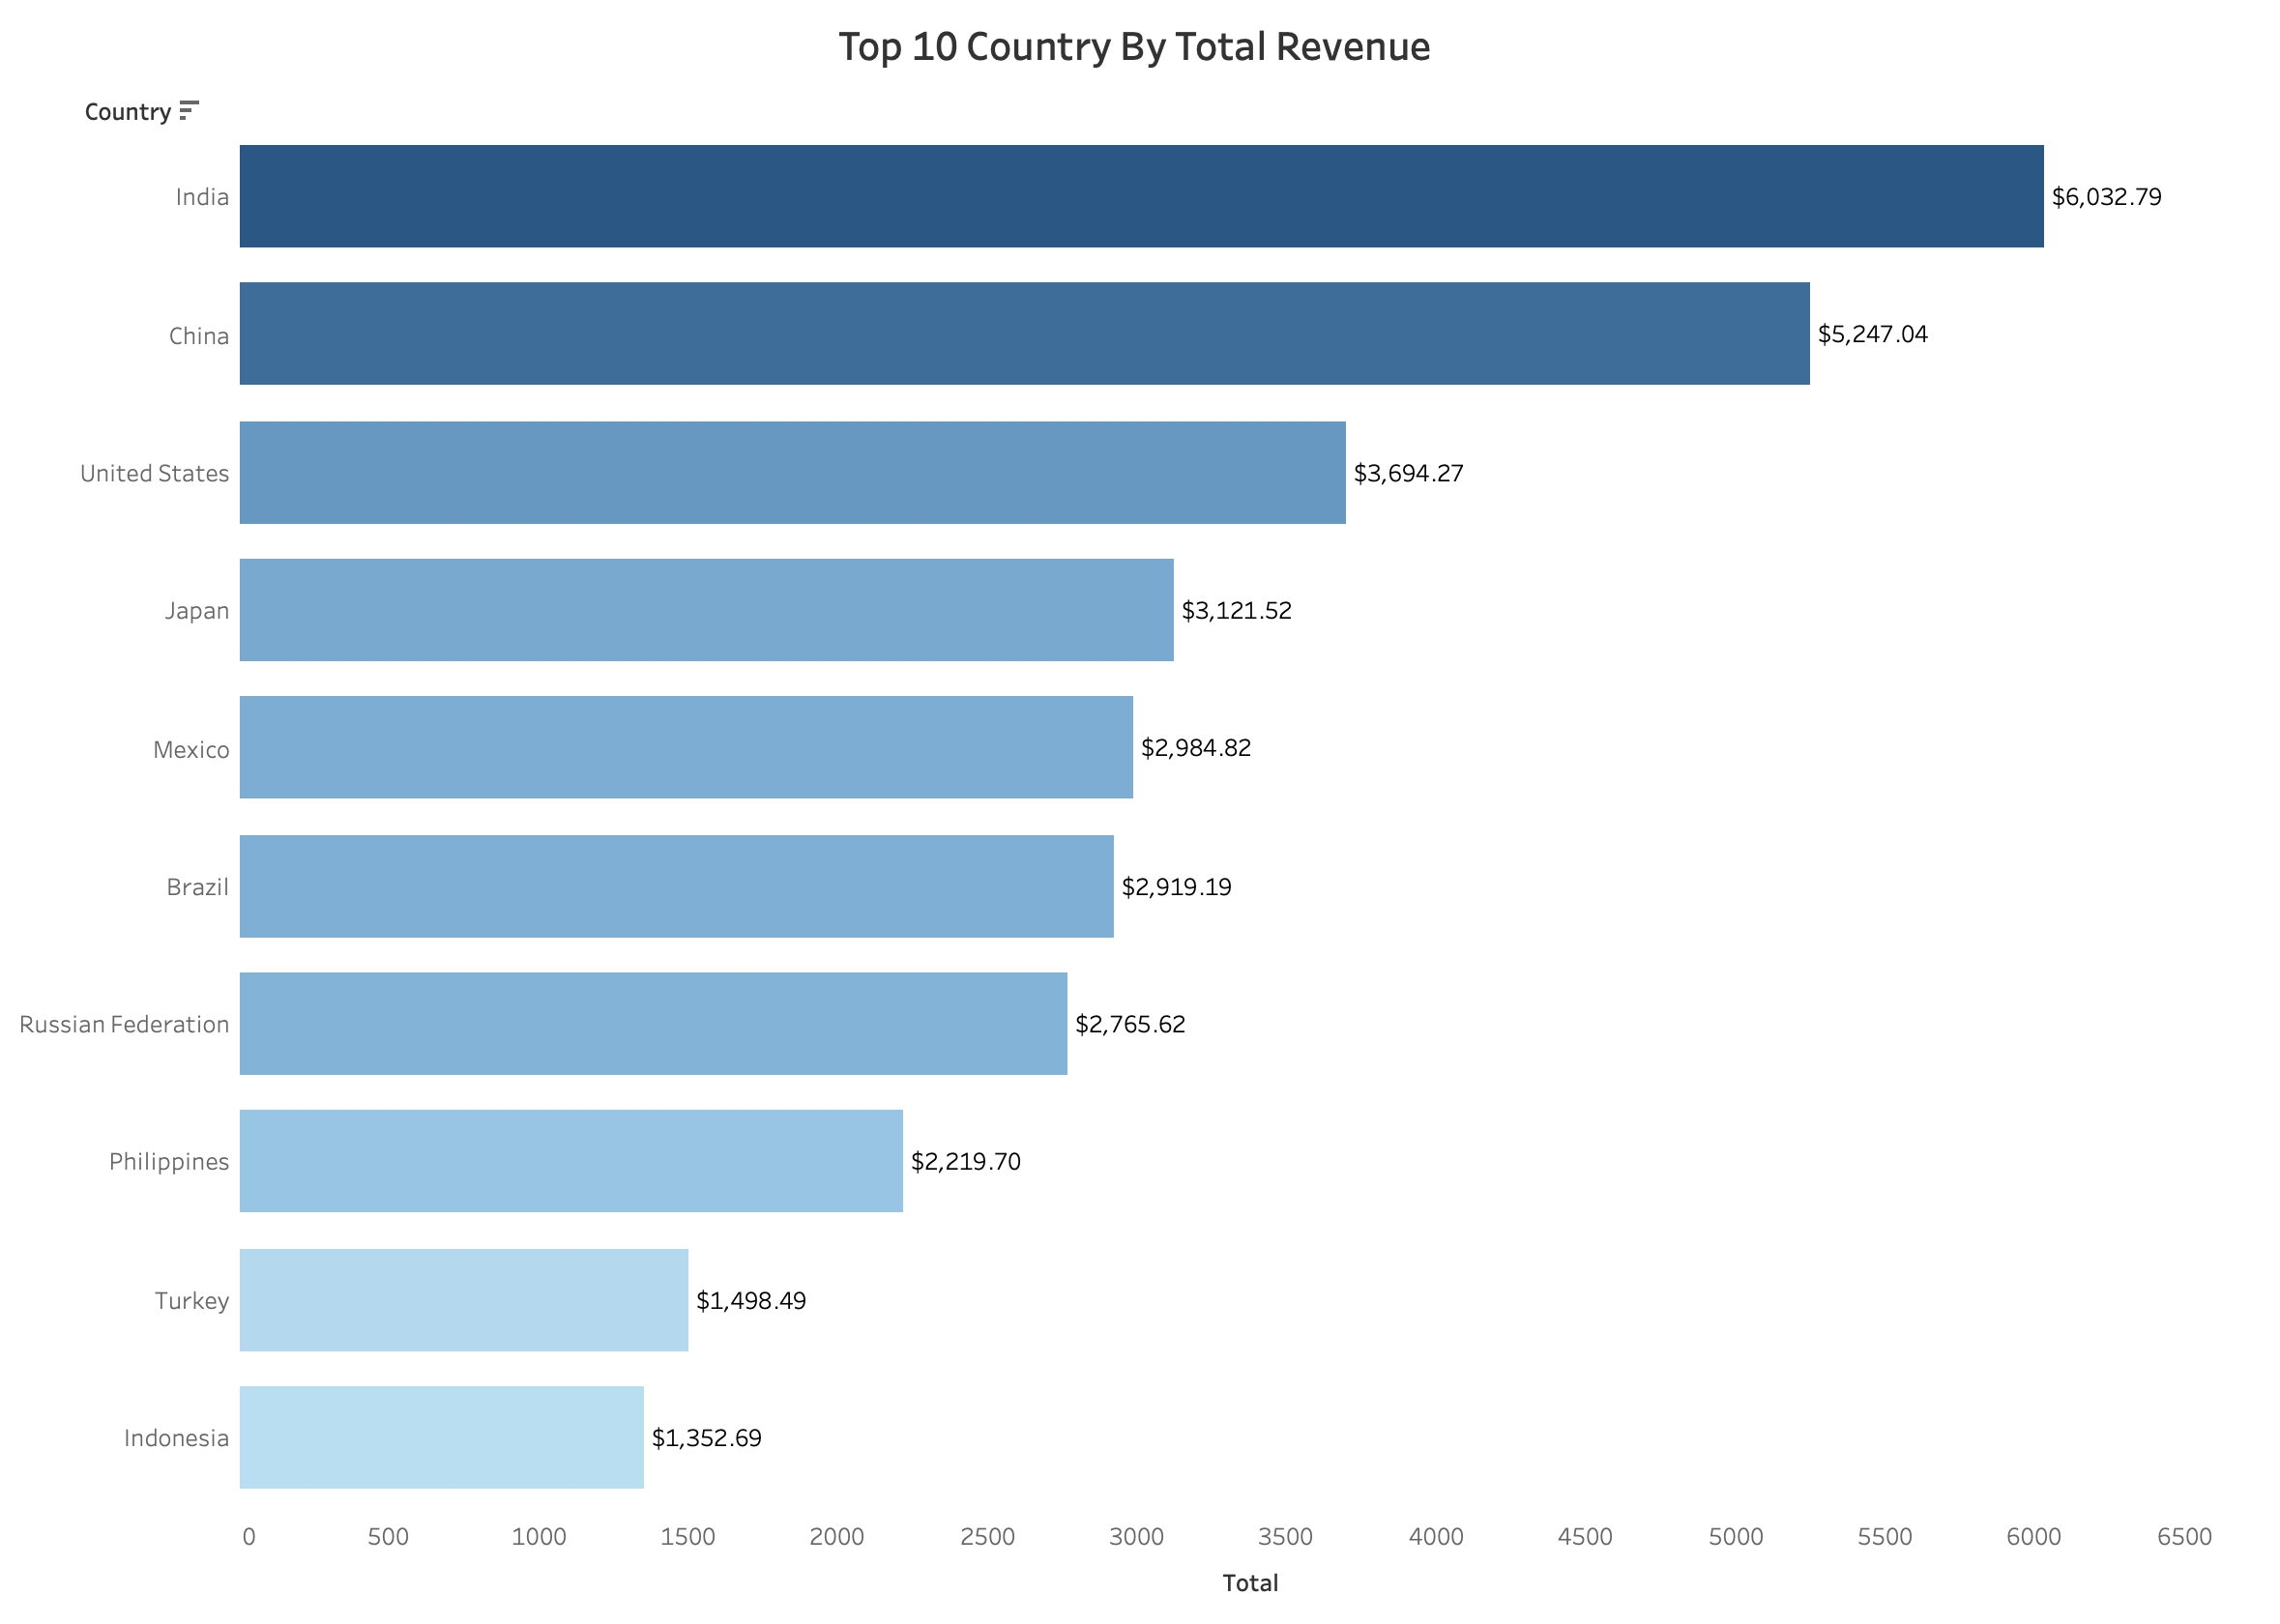 Top 10 Country By Total Revenue
Country
India $6,032.79
China $5,247.04
United States $3,694.27
Japan $3,121.52
Mexico $2,984.82
Brazil $2,919.19
Russian Federation $2,765.62
Philippines $2,219.70
Turkey $1,498.49
Indonesia $1,352.69
0 500 1000 1500 2000 2500 3000 3500 4000 4500 5000 5500 6000 6500
Total